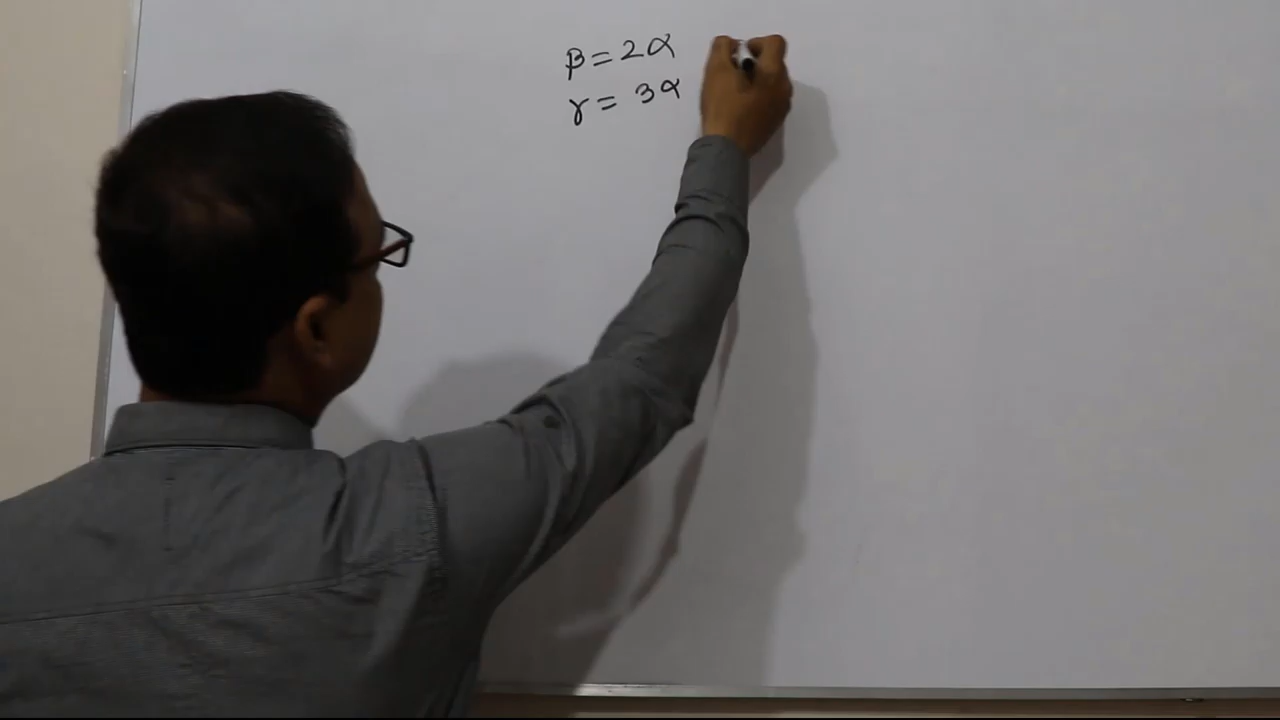 β = 2α
γ = 3α